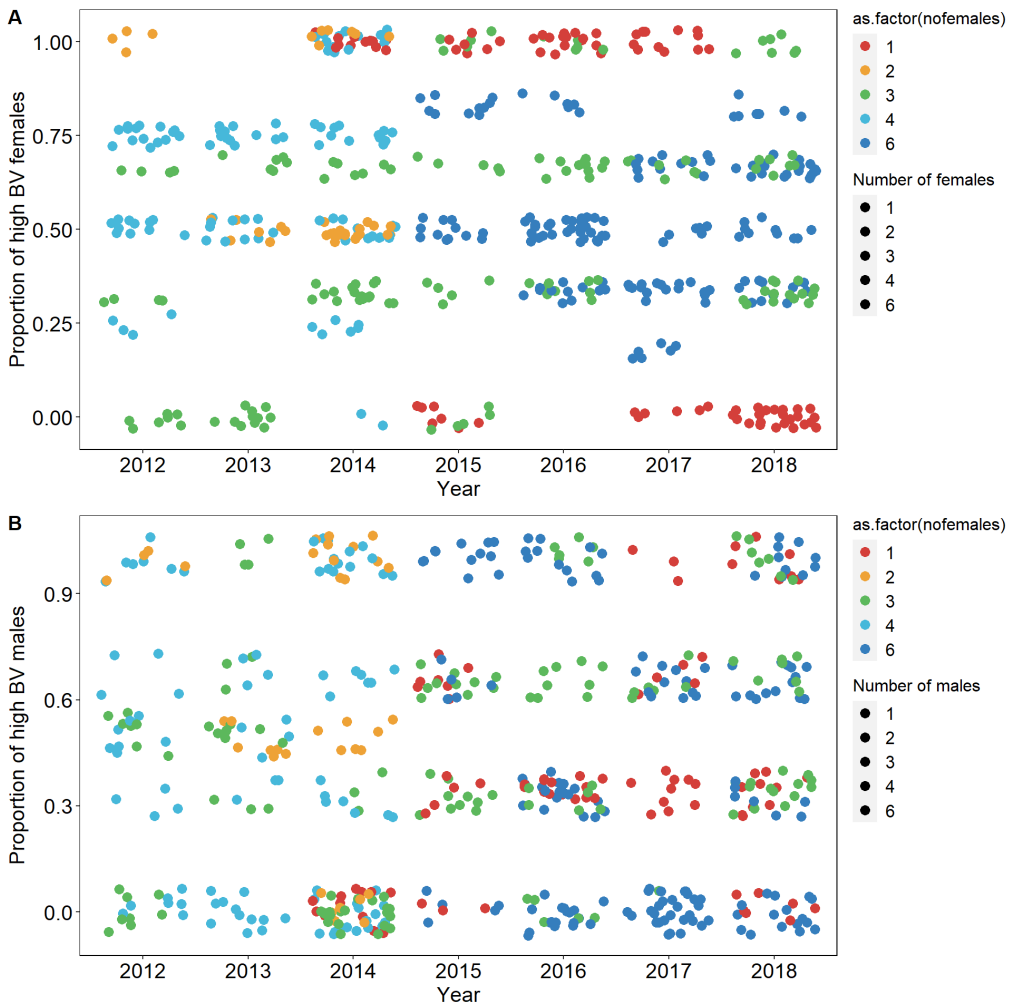 A
Proportion of high BV females
1.00
0.75
0.50
0.25
0.00
2012 2013 2014 2015 2016 2017 2018
Year
as.factor(nofemales)
1
2
3
4
6
Number of females
1
2
3
4
6
B
Proportion of high BV males
0.9
0.6
0.3
0.0
2012 2013 2014 2015 2016 2017 2018
Year
as.factor(nofemales)
1
2
3
4
6
Number of males
1
2
3
4
6